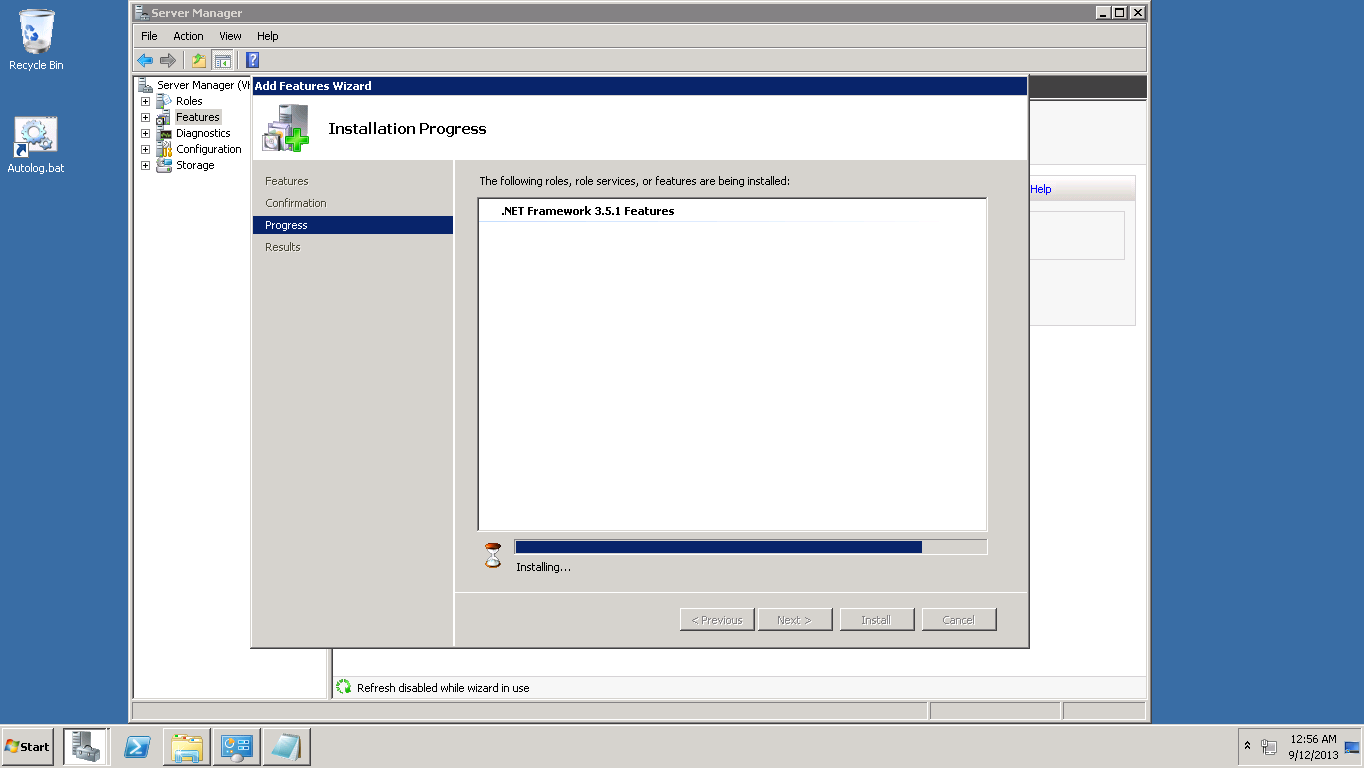 Recycle Bin
Autolog.bat
Server Manager
File Action View Help
Server Manager (
Roles
Features
Diagnostics
Configuration
Storage
Add Features Wizard
Installation Progress
Features
Confirmation
Progress
Results
The following roles, role services, or features are being installed:
.NET Framework 3.5.1 Features
Installing...
< Previous Next > Install Cancel
Help
Refresh disabled while wizard in use
Start
12:56 AM
9/12/2013